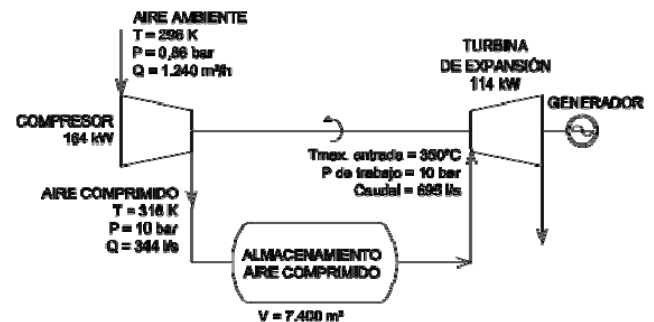 AIRE AMBIENTE
T = 296 K
P = 0,86 bar
Q = 1.240 m³/h
TURBINA
DE EXPANSIÓN
114 kW
GENERADOR
COMPRESOR
164 kW
Tmax. entrada = 350ºC
P de trabajo = 10 bar
Caudal = 695 l/s
AIRE COMPRIMIDO
T = 316 K
P = 10 bar
Q = 344 l/s
ALMACENAMIENTO
AIRE COMPRIMIDO
V = 7.400 m³